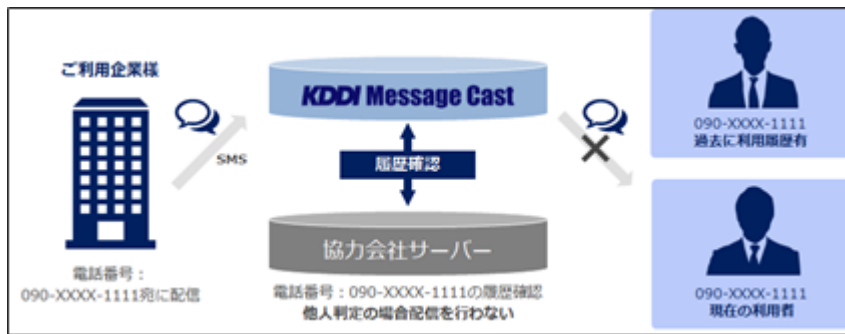 ご利用企業様
SMS
電話番号：
090-XXXX-1111宛に配信
KDDI Message Cast
履歴確認
協力会社サーバー
電話番号：090-XXXX-1111の履歴確認
他人判定の場合配信を行わない
090-XXXX-1111
過去に利用履歴有
090-XXXX-1111
現在の利用者